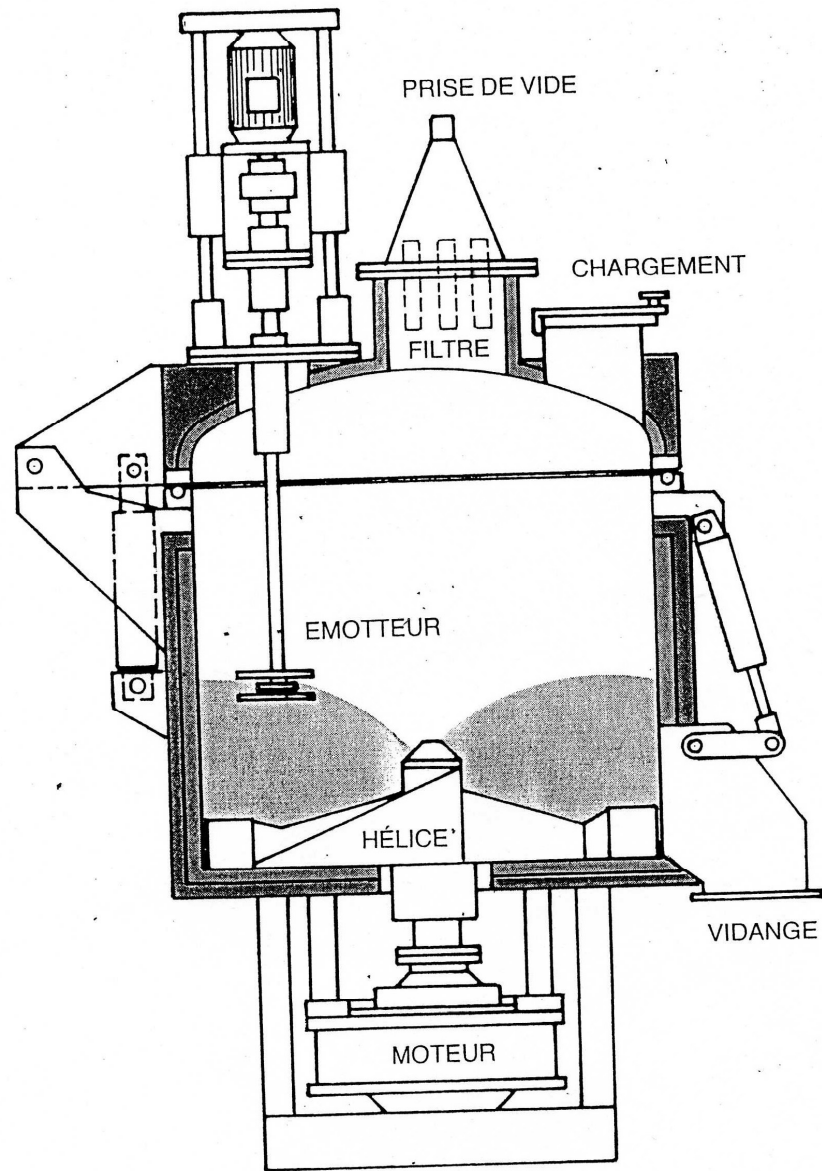 PRISE DE VIDE
CHARGEMENT
FILTRE
EMOTTEUR
HÉLICE
VIDANGE
MOTEUR